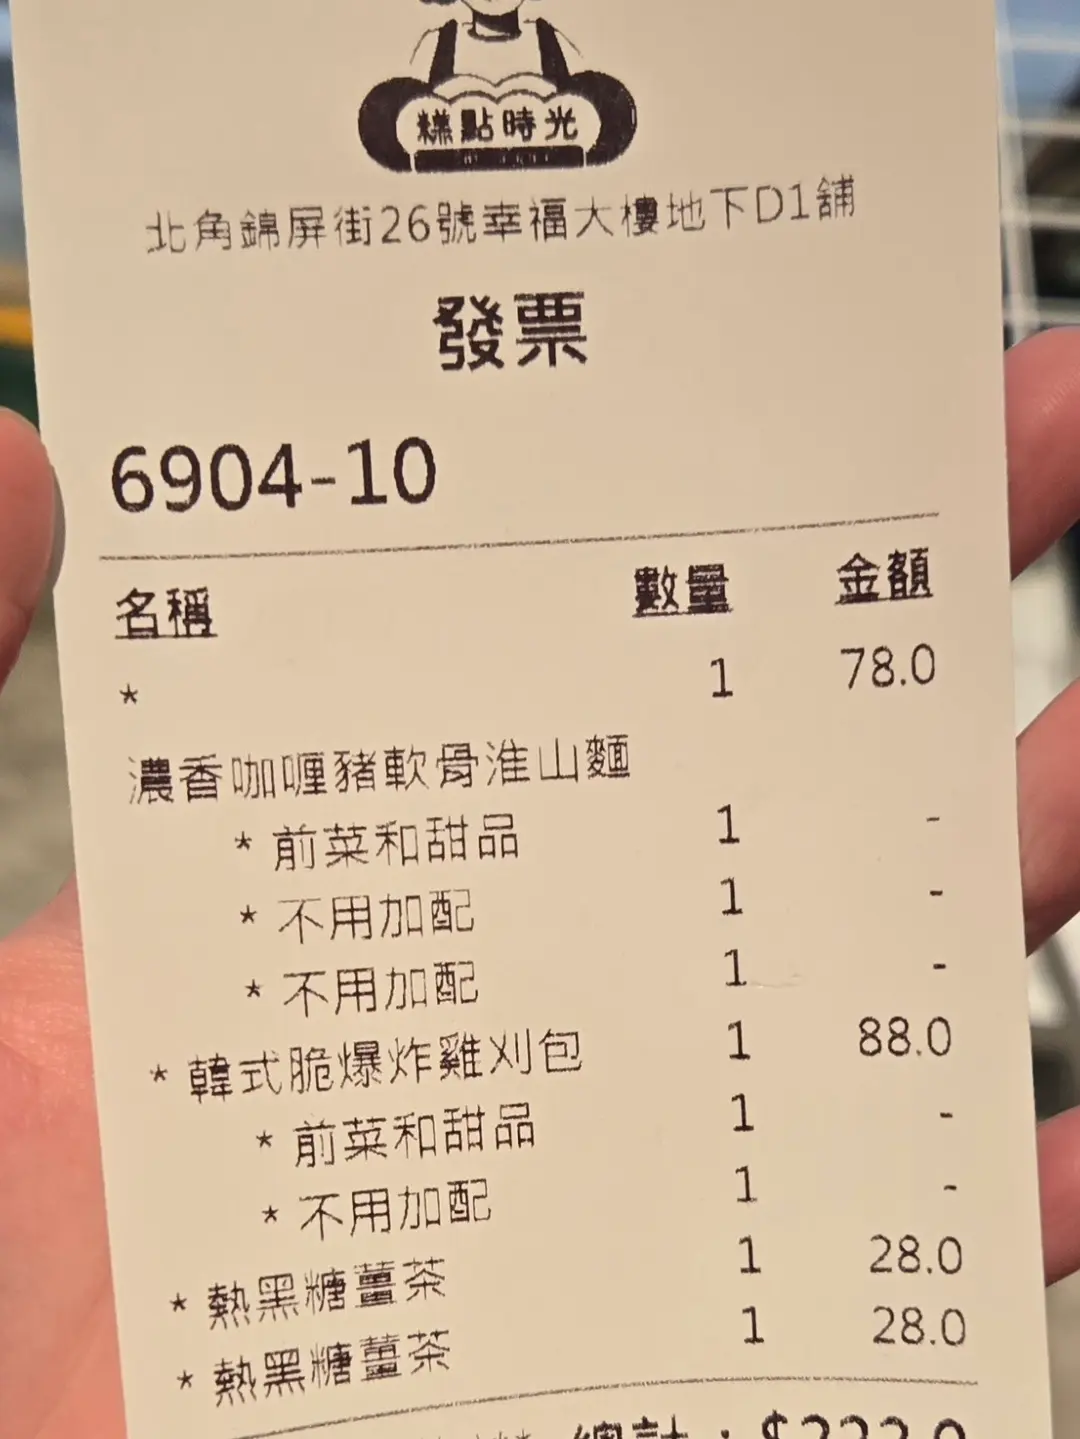 糕點時光
北角錦屏街26號幸福大樓地下D1舖
發票
6904-10
名稱 數量 金額
* 1 78.0
濃香咖喱豬軟骨淮山麵
* 前菜和甜品 1 -
* 不用加配 1 -
* 不用加配 1 -
* 韓式脆爆炸雞刈包 1 88.0
* 前菜和甜品 1 -
* 不用加配 1 -
* 熱黑糖薑茶 1 28.0
* 熱黑糖薑茶 1 28.0
總計：$222.0